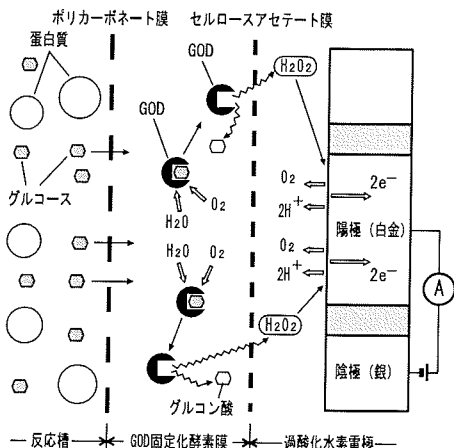 ポリカーボネート膜 セルロースアセテート膜
蛋白質
GOD
H2O2
GOD
グルコース
O2
H2O
O2
2e−
2H+
陽極(白金)
H2O
O2
O2
2e−
2H+
A
H2O2
陰極(銀)
グルコン酸
反応槽 GOD固定化酵素膜 過酸化水素電極